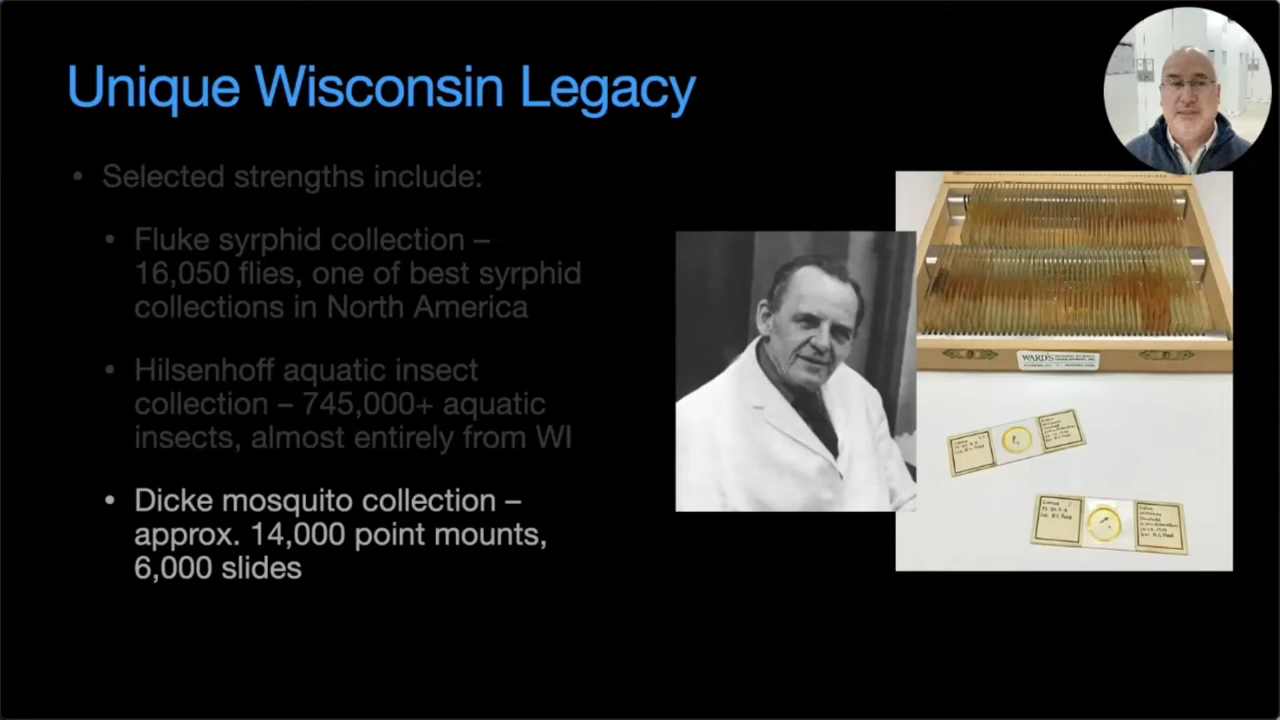 Unique Wisconsin Legacy
• Selected strengths include:
• Fluke syrphid collection –
16,050 flies, one of best syrphid
collections in North America
• Hilsenhoff aquatic insect
collection – 745,000+ aquatic
insects, almost entirely from WI
• Dicke mosquito collection –
approx. 14,000 point mounts,
6,000 slides
WARD'S